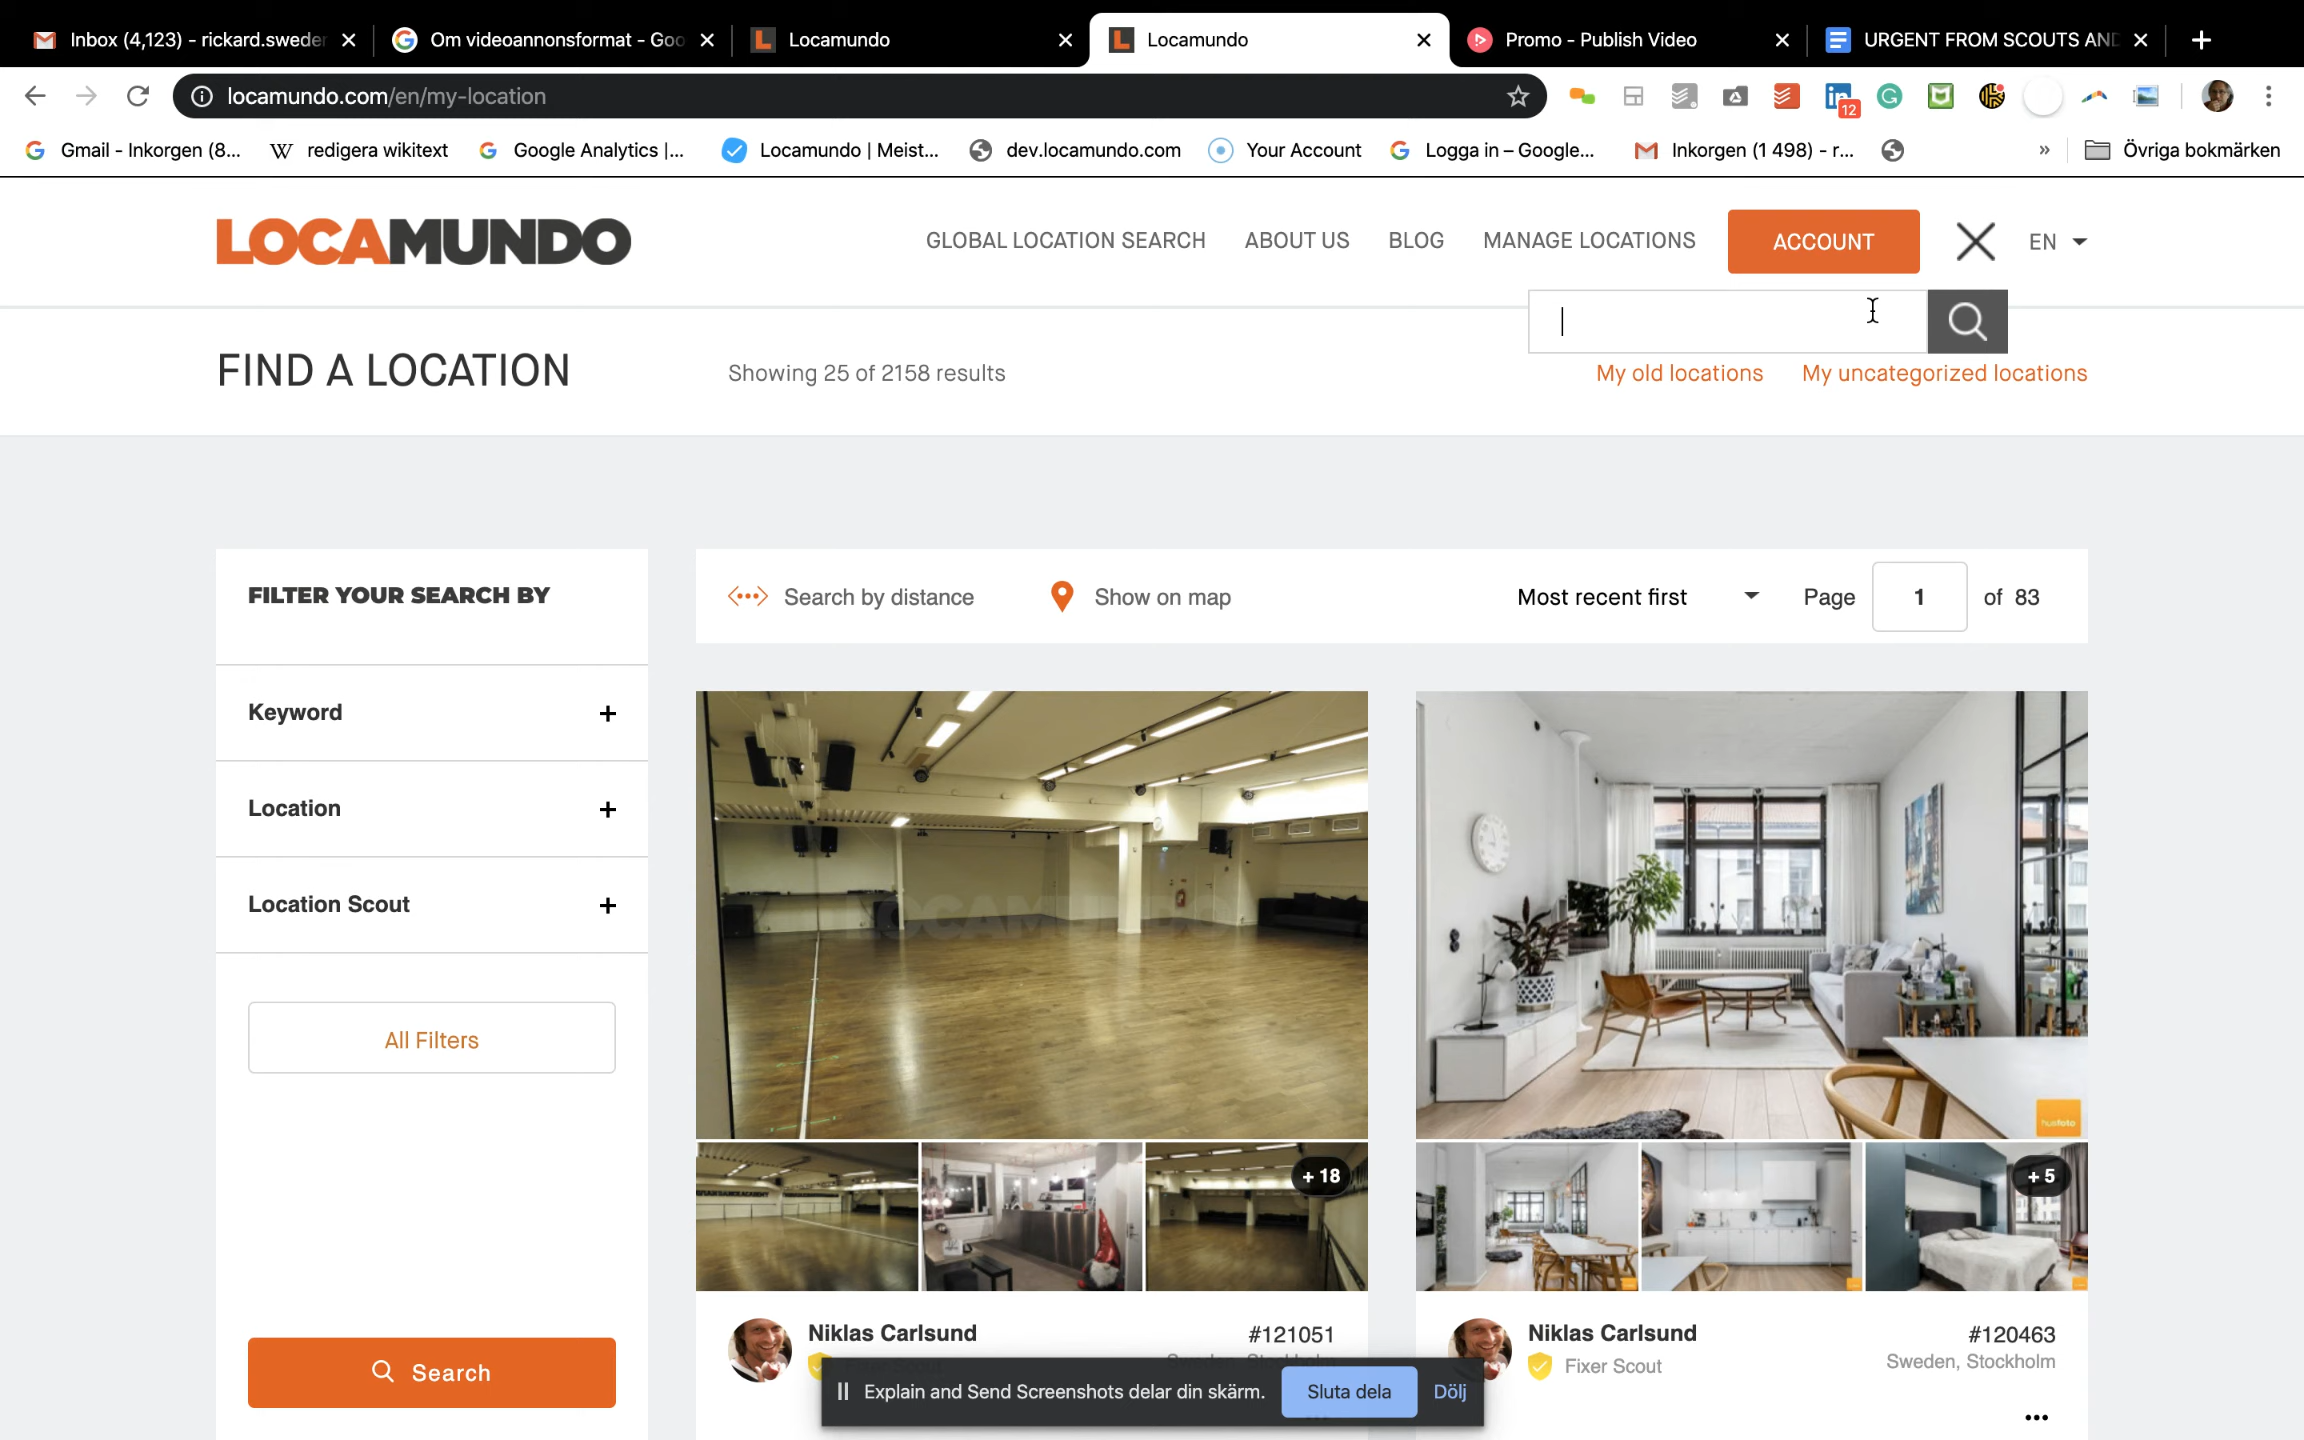 Inbox (4,123) - rickard.sweden
Om videoannonsformat - Goo
Locamundo
Locamundo
Promo - Publish Video
URGENT FROM SCOUTS AND
locamundo.com/en/my-location
12
Gmail - Inkorgen (8...
redigera wikitext
Google Analytics |...
Locamundo | Meist...
dev.locamundo.com
Your Account
Logga in – Google...
Inkorgen (1 498) - r...
»
Övriga bokmärken
LOCAMUNDO
GLOBAL LOCATION SEARCH
ABOUT US
BLOG
MANAGE LOCATIONS
ACCOUNT
EN
FIND A LOCATION
Showing 25 of 2158 results
My old locations
My uncategorized locations
FILTER YOUR SEARCH BY
Keyword +
Location +
Location Scout +
All Filters
Search
Search by distance
Show on map
Most recent first
Page 1 of 83
LOCAMUNDO
husfoto
+ 18
+ 5
Niklas Carlsund
#121051
Niklas Carlsund
Fixer Scout
#120463
Sweden, Stockholm
Explain and Send Screenshots delar din skärm.
Sluta dela
Dölj